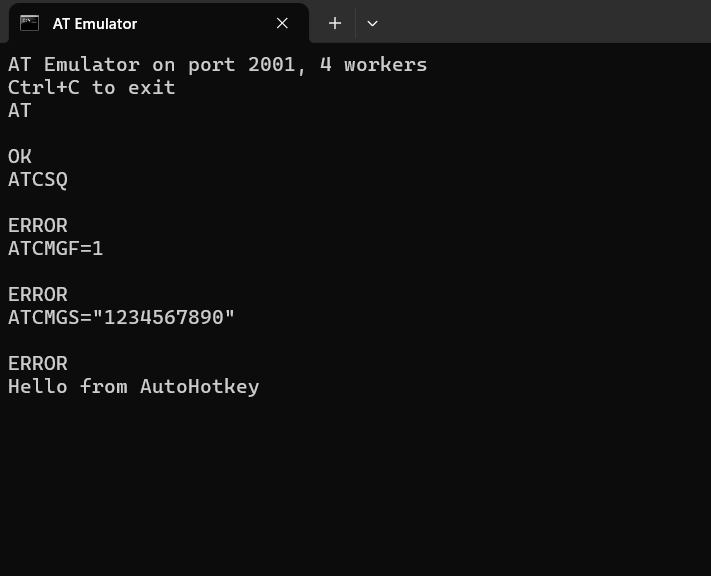 AT Emulator
AT Emulator on port 2001, 4 workers
Ctrl+C to exit
AT
OK
ATCSQ
ERROR
ATCMGF=1
ERROR
ATCMGS="1234567890"
ERROR
Hello from AutoHotkey